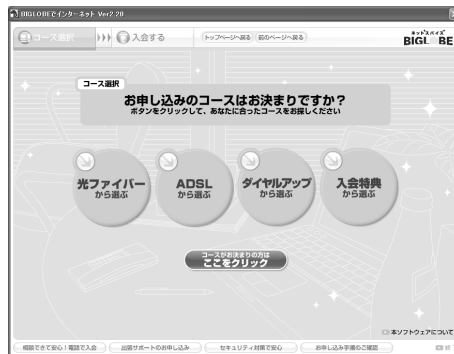 BIGLOBEでインターネット Ver2.20
コース選択
入会する
トップページへ戻る
前のページへ戻る
ネットスパイス
BIGLOBE
コース選択
お申し込みのコースはお決まりですか？
ボタンをクリックして、あなたに合ったコースをお探しください
光ファイバー
から選ぶ
ADSL
から選ぶ
ダイヤルアップ
から選ぶ
入会特典
から選ぶ
コースがお決まりの方は
ここをクリック
本ソフトウェアについて
相談できて安心！電話で入会
出張サポートのお申し込み
セキュリティ対策で安心
お申し込み手順のご確認
終